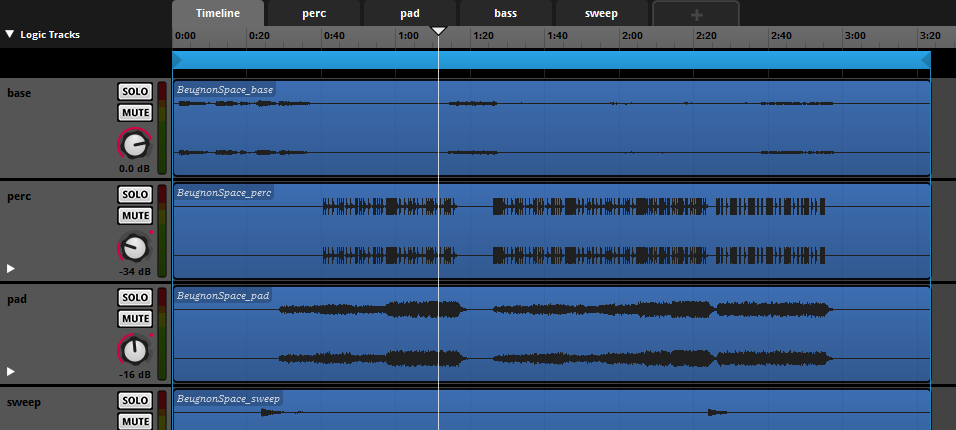 Timeline perc pad bass sweep +
Logic Tracks
0:00 0:20 0:40 1:00 1:20 1:40 2:00 2:20 2:40 3:00 3:20
base SOLO BeugnonSpace_base
MUTE
0.0 dB
perc SOLO BeugnonSpace_perc
MUTE
-34 dB
pad SOLO BeugnonSpace_pad
MUTE
-16 dB
sweep SOLO BeugnonSpace_sweep
MUTE